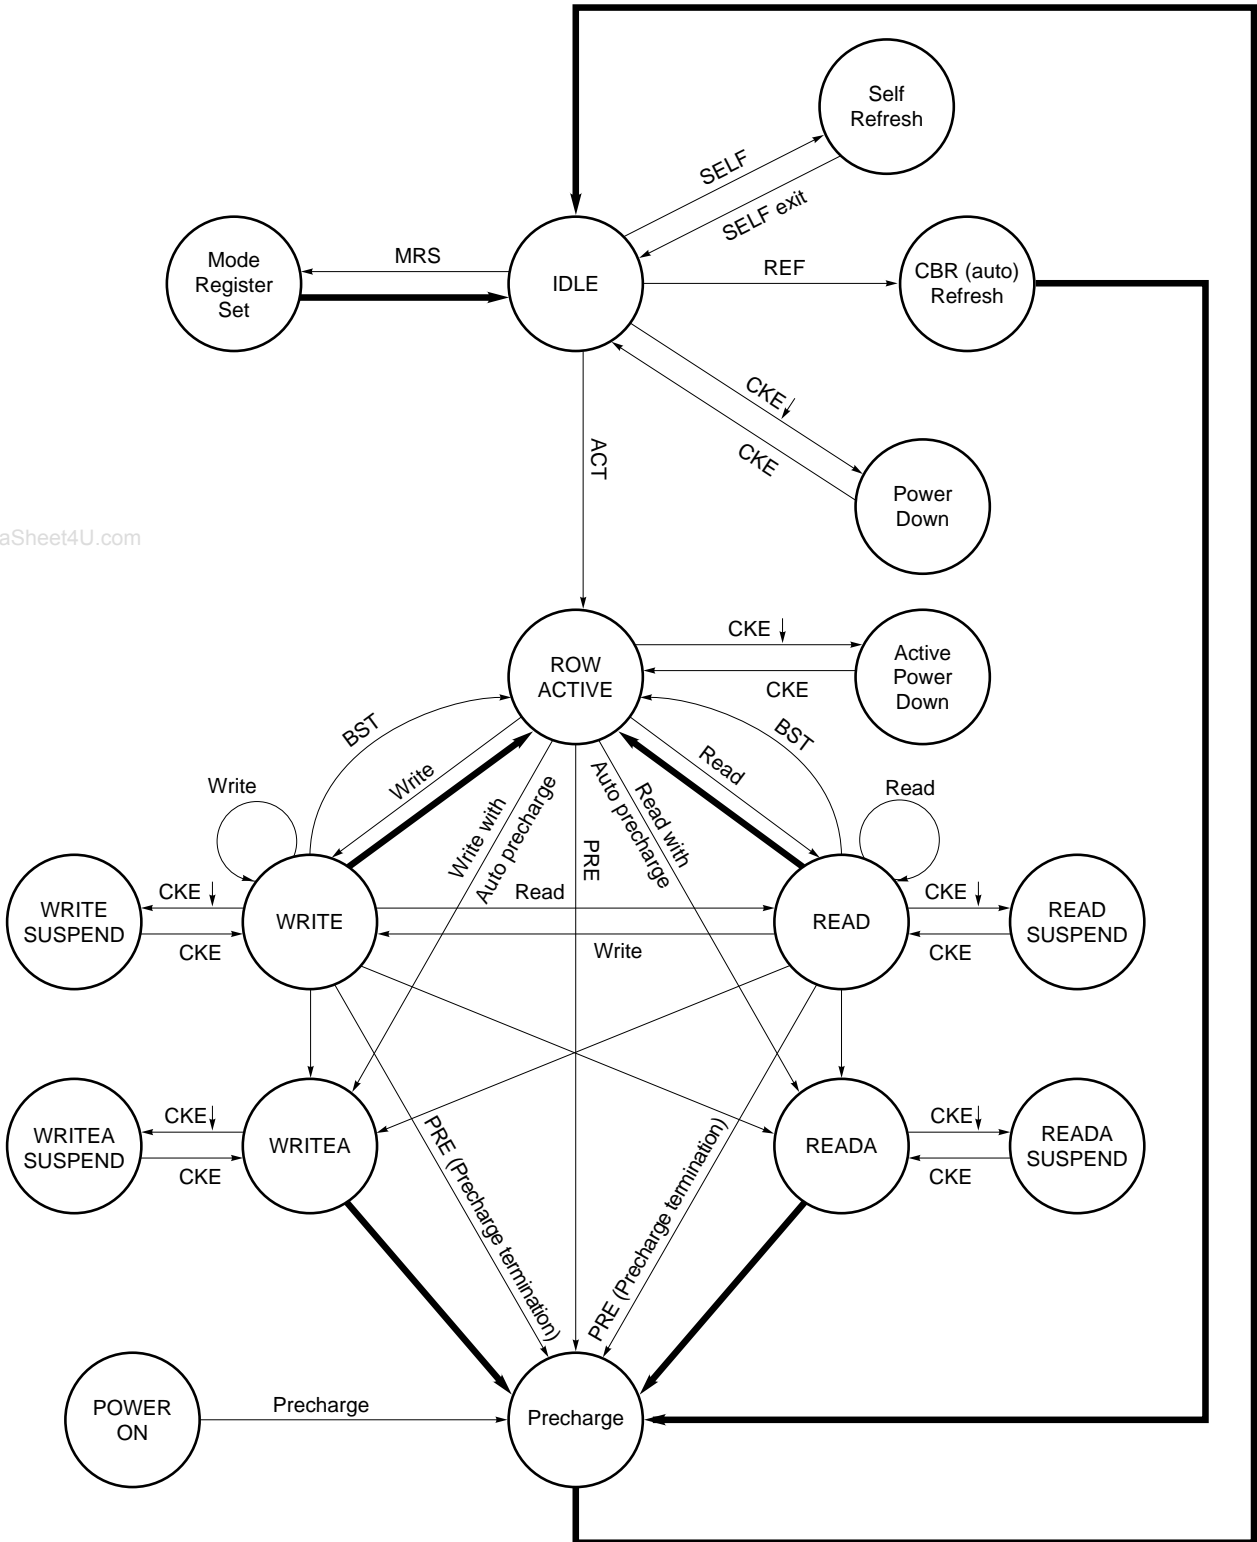 Self
Refresh
SELF
SELF exit
Mode
Register
Set
MRS
IDLE
REF
CBR (auto)
Refresh
CKE
CKE
ACT
Power
Down
aSheet4U.com
ROW
ACTIVE
CKE
CKE
Active
Power
Down
BST
BST
Write
Write
Read
Read
Write with
Auto precharge
PRE
Read with
Auto precharge
WRITE
SUSPEND
CKE
CKE
WRITE
Read
Write
READ
CKE
CKE
READ
SUSPEND
WRITEA
SUSPEND
CKE
CKE
WRITEA
PRE (Precharge termination)
PRE (Precharge termination)
READA
CKE
CKE
READA
SUSPEND
POWER
ON
Precharge
Precharge